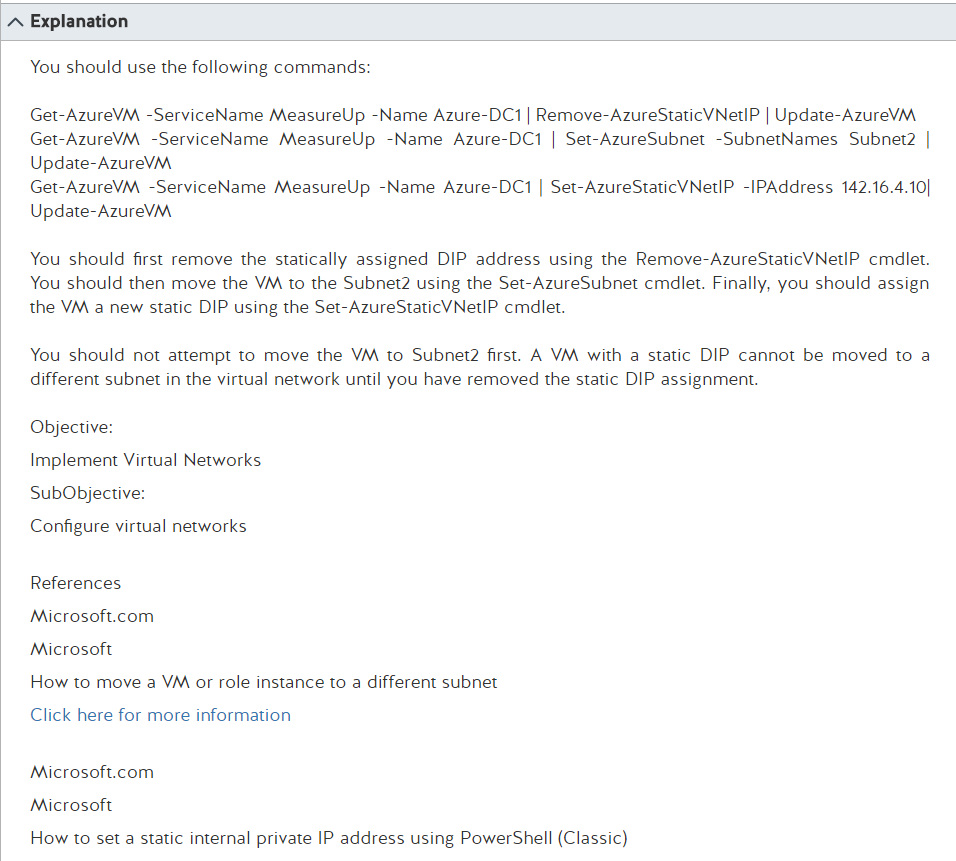 Explanation
You should use the following commands:
Get-AzureVM -ServiceName MeasureUp -Name Azure-DC1 | Remove-AzureStaticVNetIP | Update-AzureVM
Get-AzureVM -ServiceName MeasureUp -Name Azure-DC1 | Set-AzureSubnet -SubnetNames Subnet2 |
Update-AzureVM
Get-AzureVM -ServiceName MeasureUp -Name Azure-DC1 | Set-AzureStaticVNetIP -IPAddress 142.16.4.10|
Update-AzureVM
You should first remove the statically assigned DIP address using the Remove-AzureStaticVNetIP cmdlet.
You should then move the VM to the Subnet2 using the Set-AzureSubnet cmdlet. Finally, you should assign
the VM a new static DIP using the Set-AzureStaticVNetIP cmdlet.
You should not attempt to move the VM to Subnet2 first. A VM with a static DIP cannot be moved to a
different subnet in the virtual network until you have removed the static DIP assignment.
Objective:
Implement Virtual Networks
SubObjective:
Configure virtual networks
References
Microsoft.com
Microsoft
How to move a VM or role instance to a different subnet
Click here for more information
Microsoft.com
Microsoft
How to set a static internal private IP address using PowerShell (Classic)